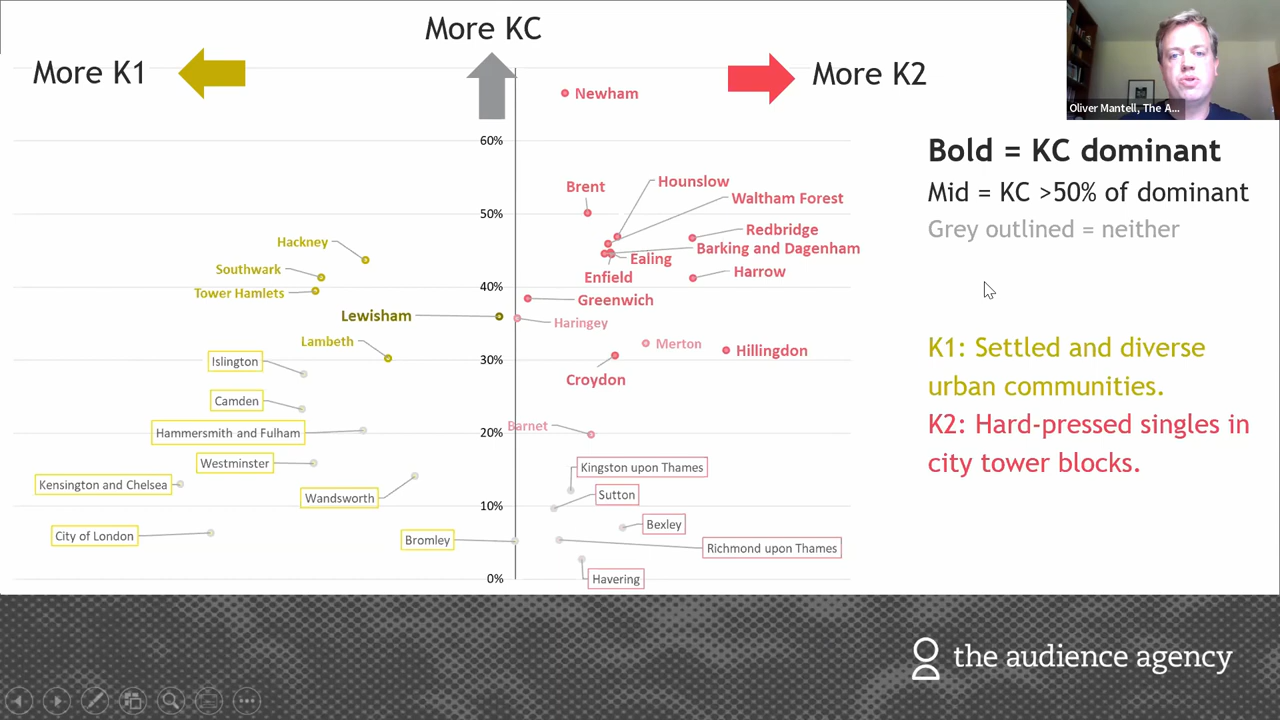 More KC
More K1
More K2
Oliver Mantell, The A...
Newham
60%
Bold = KC dominant
Mid = KC >50% of dominant
Grey outlined = neither
Brent
Hounslow
Waltham Forest
50%
Redbridge
Barking and Dagenham
Hackney
Ealing
Southwark
Enfield
Harrow
Tower Hamlets
40%
Greenwich
Lewisham
Haringey
Lambeth
Merton
Hillingdon
Islington
30%
Croydon
K1: Settled and diverse
urban communities.
K2: Hard-pressed singles in
city tower blocks.
Camden
Hammersmith and Fulham
20%
Barnet
Westminster
Kingston upon Thames
Kensington and Chelsea
Wandsworth
Sutton
10%
City of London
Bromley
Bexley
Richmond upon Thames
0%
Havering
the audience agency